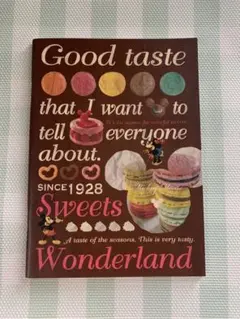 Good taste
that I want to
tell everyone
about.
SINCE 1928
Sweets
A taste of the seasons. This is very tasty.
Wonderland